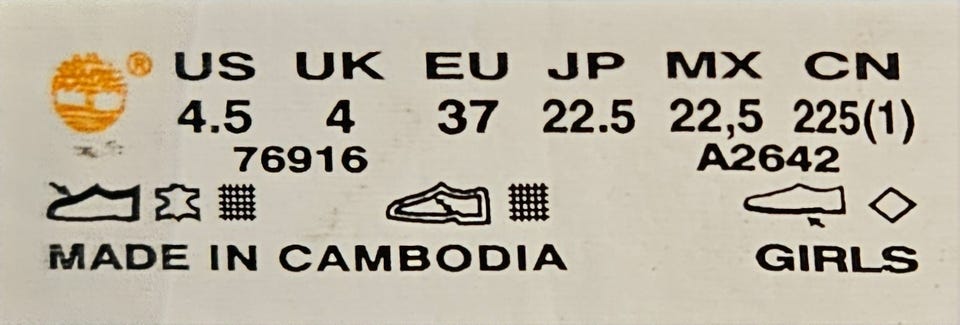 ® US UK EU JP MX CN
4.5 4 37 22.5 22,5 225(1)
76916 A2642
MADE IN CAMBODIA GIRLS